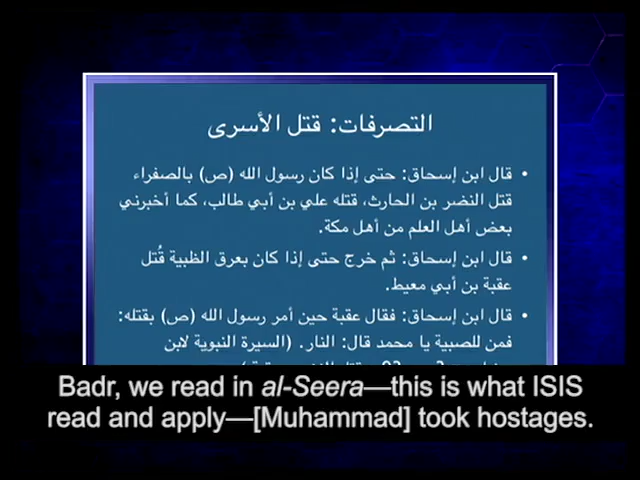 التصرفات: قتل الأسرى
• قال ابن إسحاق: حتى إذا كان رسول الله (ص) بالصفراء
قتل النضر بن الحارث، قتله علي بن أبي طالب، كما أخبرني
بعض أهل العلم من أهل مكة.
• قال ابن إسحاق: ثم خرج حتى إذا كان بعرق الظبية قُتل
عقبة بن أبي معيط.
• قال ابن إسحاق: فقال عقبة حين أمر رسول الله (ص) بقتله:
فمن للصبية يا محمد قال: النار. (السيرة النبوية لابن
Badr, we read in al-Seera—this is what ISIS
read and apply—[Muhammad] took hostages.